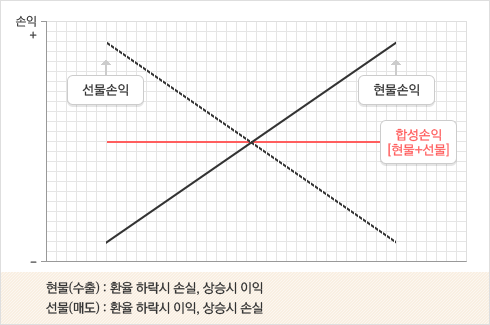 손익
+
선물손익
현물손익
합성손익
[현물+선물]
-
현물(수출) : 환율 하락시 손실, 상승시 이익
선물(매도) : 환율 하락시 이익, 상승시 손실